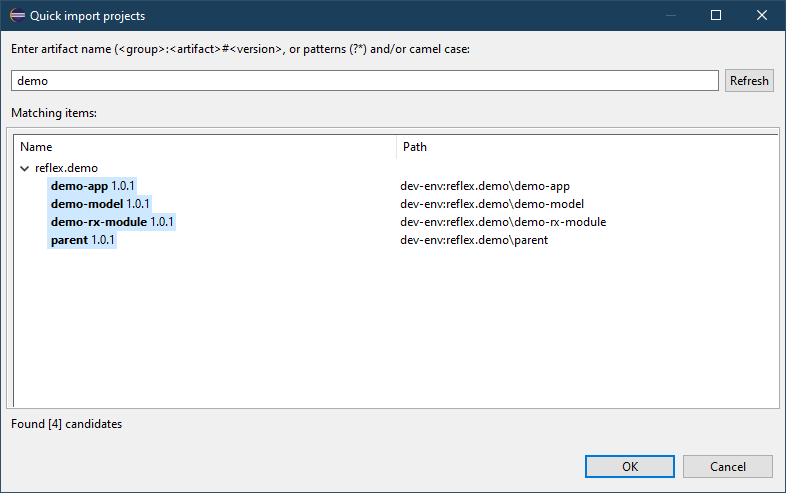 Quick import projects
Enter artifact name (<group>:<artifact>#<version>, or patterns (?*) and/or camel case:
demo
Refresh
Matching items:
Name Path
reflex.demo
demo-app 1.0.1 dev-env:reflex.demo\demo-app
demo-model 1.0.1 dev-env:reflex.demo\demo-model
demo-rx-module 1.0.1 dev-env:reflex.demo\demo-rx-module
parent 1.0.1 dev-env:reflex.demo\parent
Found [4] candidates
OK Cancel